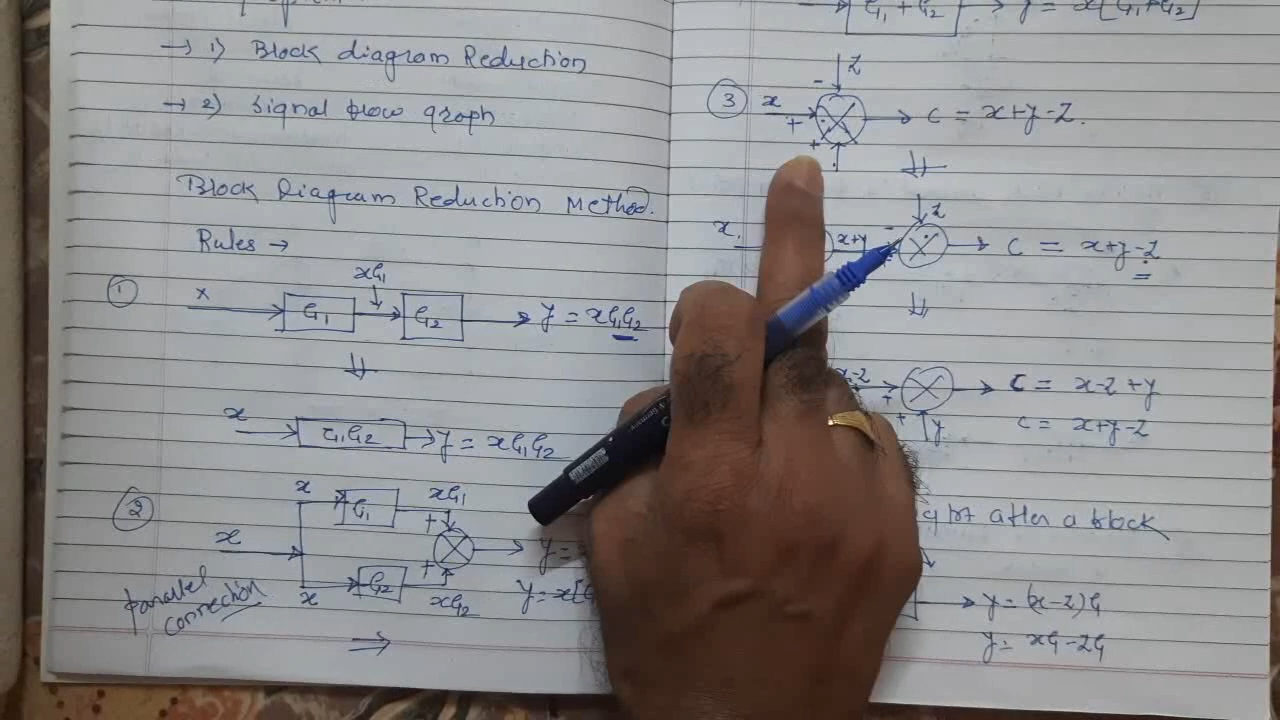 → 1) Block diagram Reduction
→ 2) Signal flow graph
Block Diagram Reduction Method.
Rules →
①
x
G1
xG1
G2
y = xG1G2
x
G1G2
y = xG1G2
②
x
x
G1
xG1
+
y =
x
G2
xG2
+
y = x[
parallel
connection
G1 + G2
y = x[G1+G2]
③
x
+
- z
+
C = x+y-z.
x.
x+y
-
z
C = x+y-z
x-z
+
+
y
C = x-z+y
C = x+y-z
after a block
y = (x-z)G
y = xG-zG